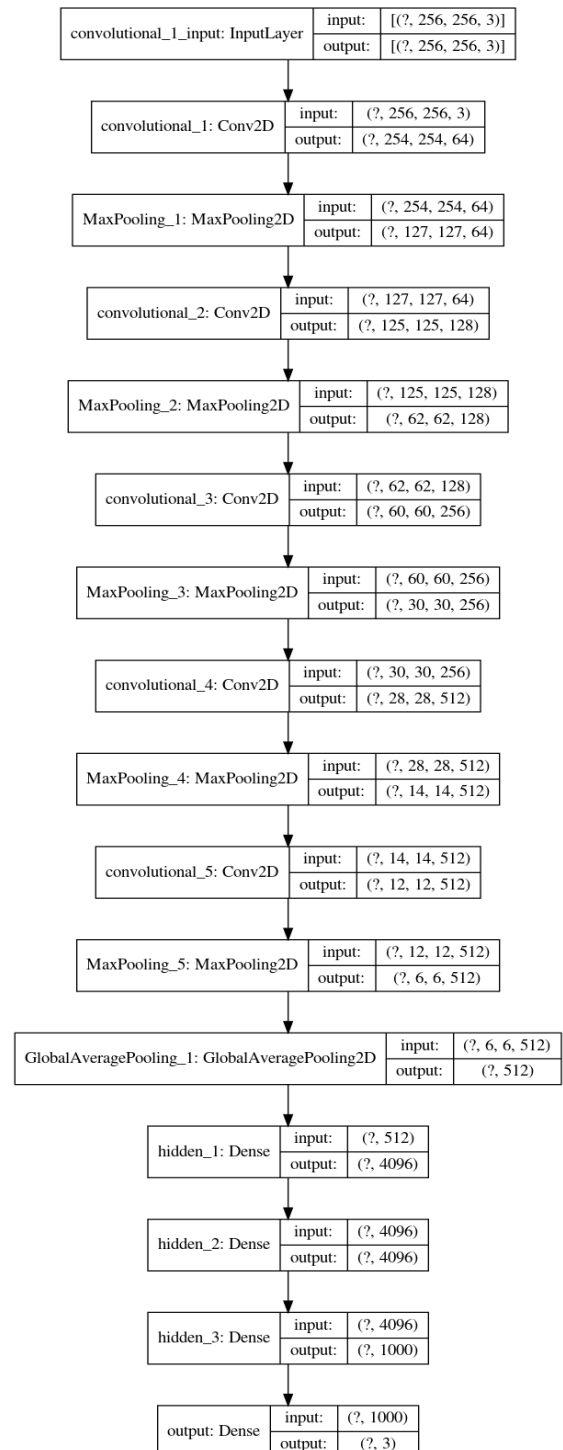 convolutional_1_input: InputLayer
input: [(?, 256, 256, 3)]
output: [(?, 256, 256, 3)]
convolutional_1: Conv2D
input: (?, 256, 256, 3)
output: (?, 254, 254, 64)
MaxPooling_1: MaxPooling2D
input: (?, 254, 254, 64)
output: (?, 127, 127, 64)
convolutional_2: Conv2D
input: (?, 127, 127, 64)
output: (?, 125, 125, 128)
MaxPooling_2: MaxPooling2D
input: (?, 125, 125, 128)
output: (?, 62, 62, 128)
convolutional_3: Conv2D
input: (?, 62, 62, 128)
output: (?, 60, 60, 256)
MaxPooling_3: MaxPooling2D
input: (?, 60, 60, 256)
output: (?, 30, 30, 256)
convolutional_4: Conv2D
input: (?, 30, 30, 256)
output: (?, 28, 28, 512)
MaxPooling_4: MaxPooling2D
input: (?, 28, 28, 512)
output: (?, 14, 14, 512)
convolutional_5: Conv2D
input: (?, 14, 14, 512)
output: (?, 12, 12, 512)
MaxPooling_5: MaxPooling2D
input: (?, 12, 12, 512)
output: (?, 6, 6, 512)
GlobalAveragePooling_1: GlobalAveragePooling2D
input: (?, 6, 6, 512)
output: (?, 512)
hidden_1: Dense
input: (?, 512)
output: (?, 4096)
hidden_2: Dense
input: (?, 4096)
output: (?, 4096)
hidden_3: Dense
input: (?, 4096)
output: (?, 1000)
output: Dense
input: (?, 1000)
output: (?, 3)